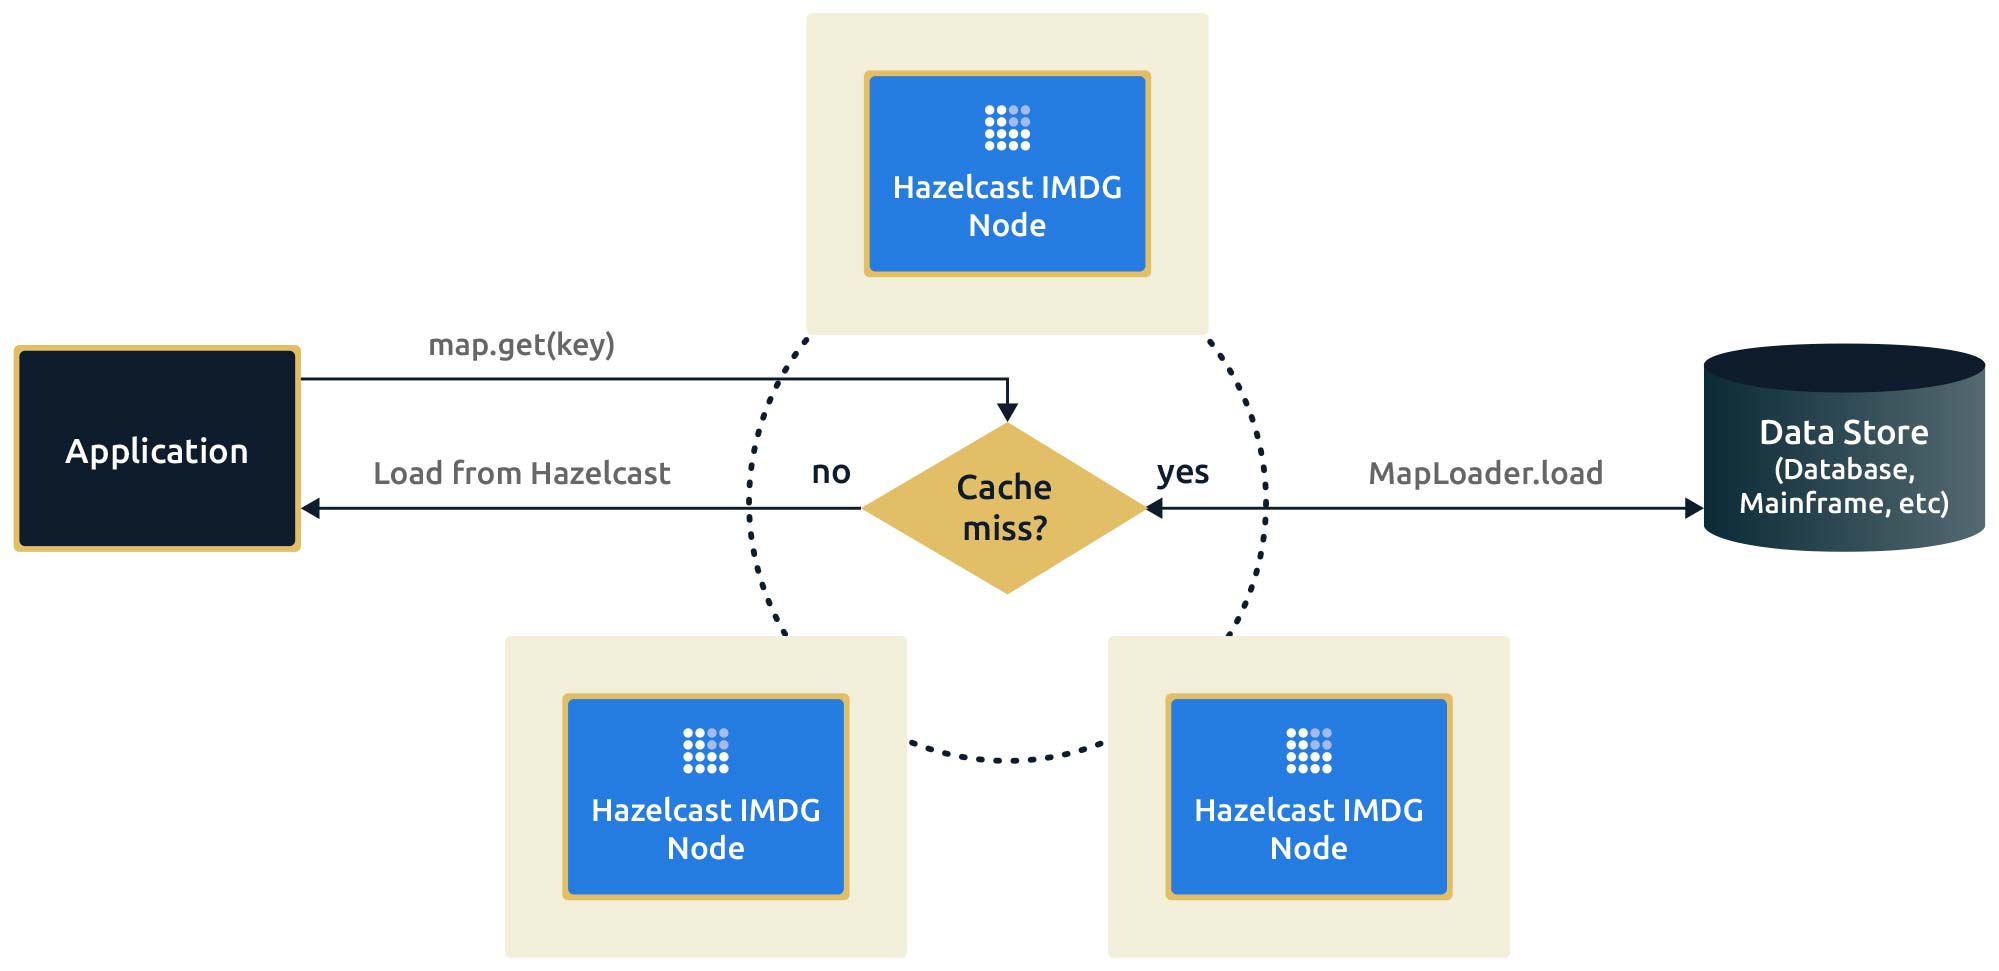 Hazelcast IMDG
Node
map.get(key)
Application
Load from Hazelcast
no
Cache
miss?
yes
MapLoader.load
Data Store
(Database,
Mainframe, etc)
Hazelcast IMDG
Node
Hazelcast IMDG
Node